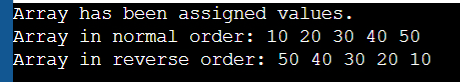 Array has been assigned values.
Array in normal order: 10 20 30 40 50
Array in reverse order: 50 40 30 20 10